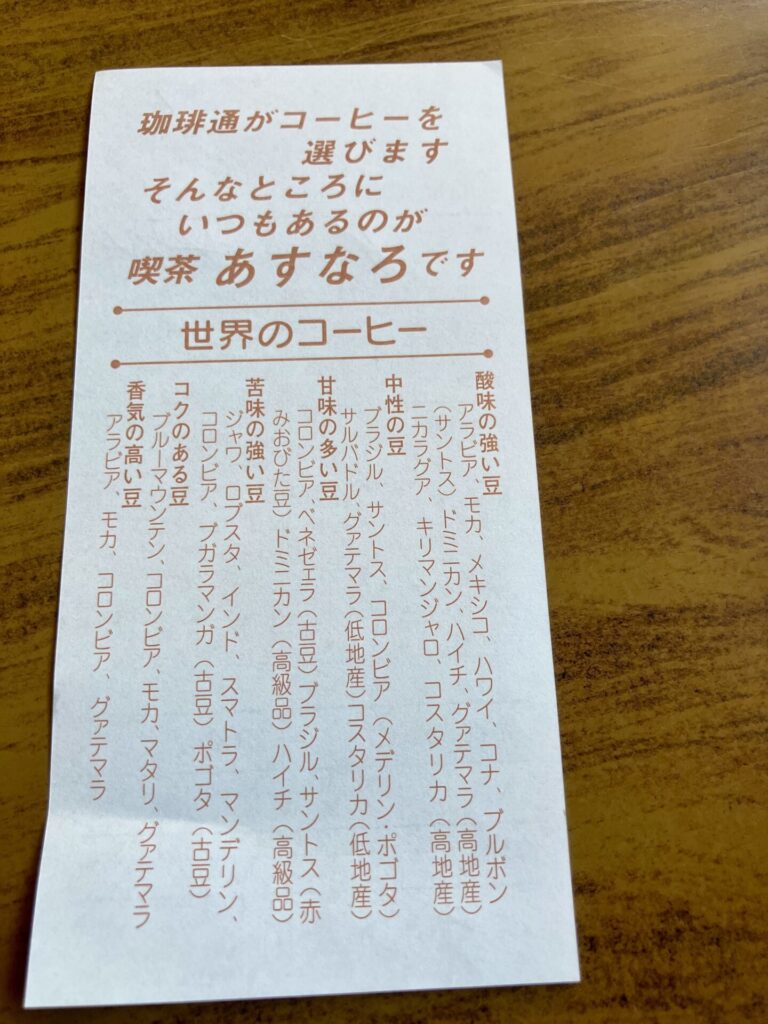 珈琲通がコーヒーを
選びます
そんなところに
いつもあるのが
喫茶 あすなろです
世界のコーヒー
酸味の強い豆
アラビア、モカ、メキシコ、ハワイ、コナ、ブルボン
(サントス)ドミニカン、ハイチ、グァテマラ(高地産)
ニカラグア、キリマンジャロ、コスタリカ(高地産)
中性の豆
ブラジル、サントス、コロンビア(メデリン・ポゴタ)
サルバドル、グァテマラ(低地産)コスタリカ(低地産)
甘味の多い豆
コロンビア、ベネゼェラ(古豆)ブラジル、サントス(赤
みおびた豆)ドミニカン(高級品)ハイチ(高級品)
苦味の強い豆
ジャワ、ロブスタ、インド、スマトラ、マンデリン、
コロンビア、ブガラマンガ(古豆)ポゴタ(古豆)
コクのある豆
ブルーマウンテン、コロンビア、モカ、マタリ、グァテマラ
香気の高い豆
アラビア、モカ、コロンビア、グァテマラ